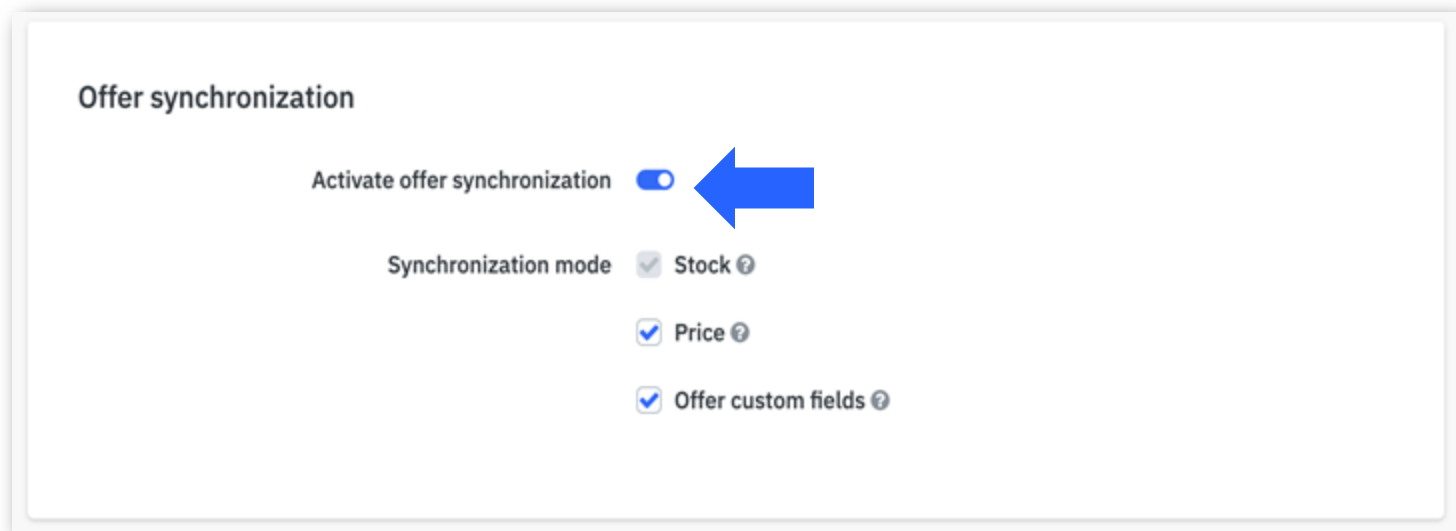 Offer synchronization
Activate offer synchronization
Synchronization mode Stock ?
Price ?
Offer custom fields ?